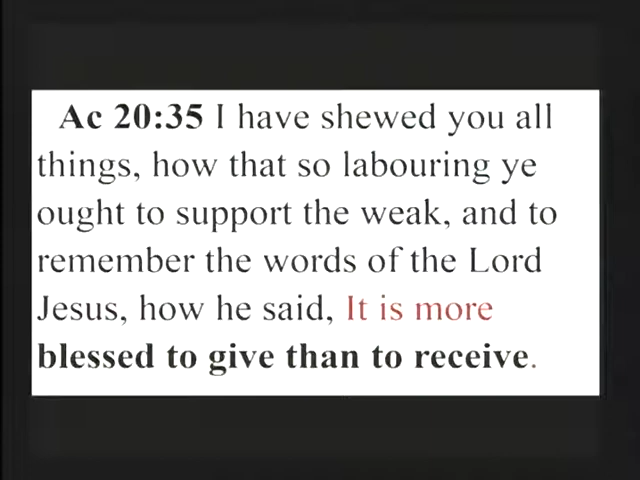 Ac 20:35 I have shewed you all
things, how that so labouring ye
ought to support the weak, and to
remember the words of the Lord
Jesus, how he said, It is more
blessed to give than to receive.